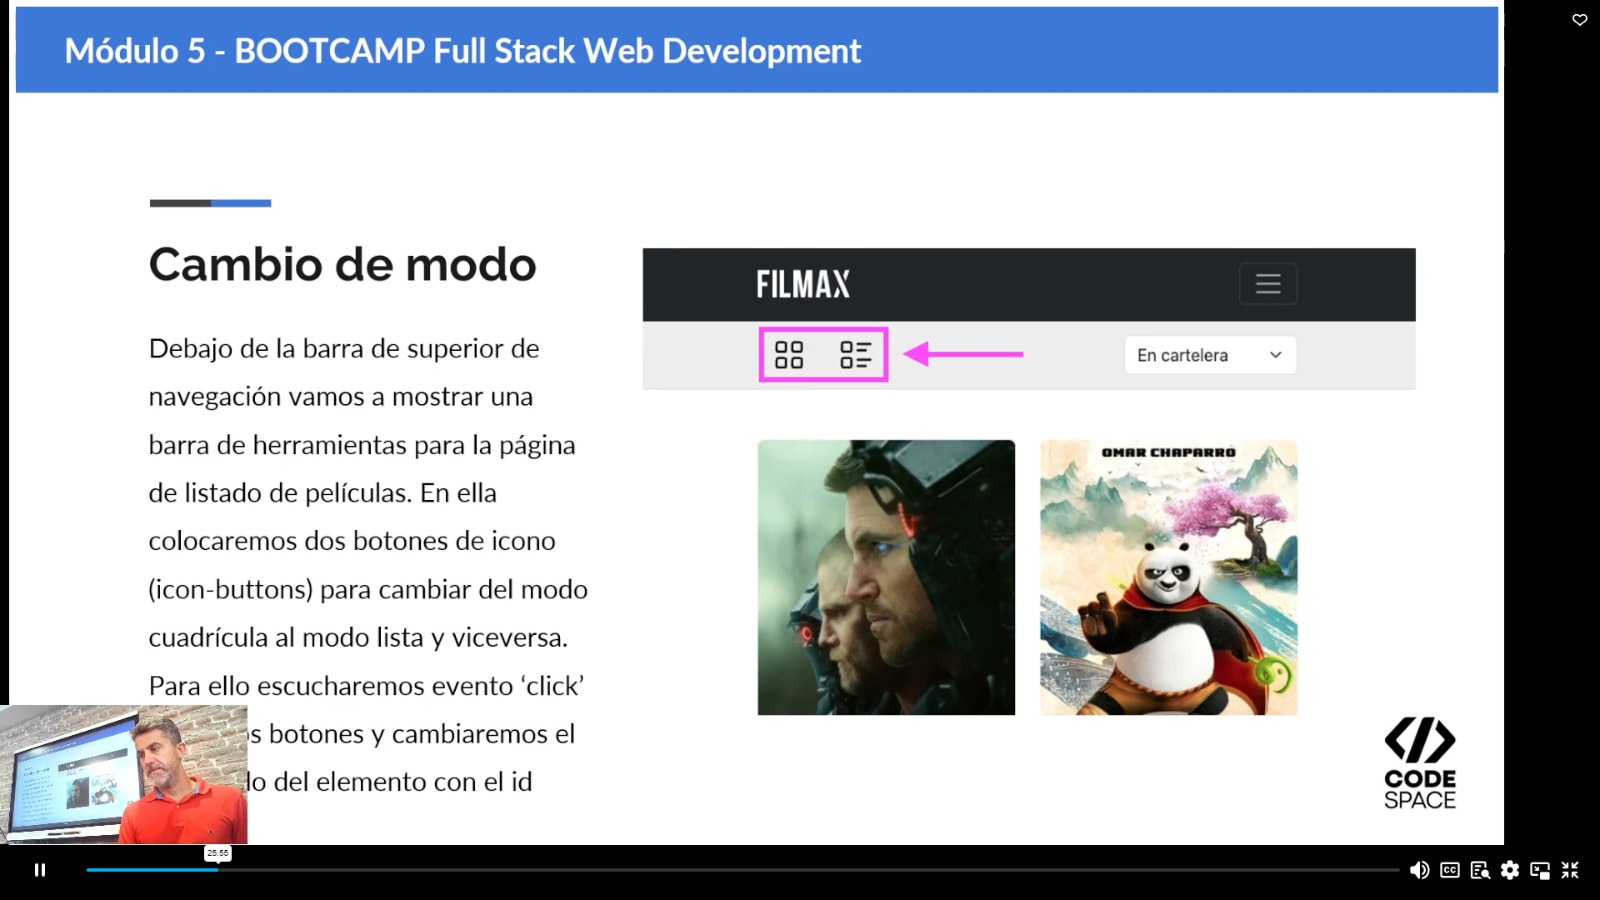 Módulo 5 - BOOTCAMP Full Stack Web Development
Cambio de modo
Debajo de la barra de superior de
navegación vamos a mostrar una
barra de herramientas para la página
de listado de películas. En ella
colocaremos dos botones de icono
(icon-buttons) para cambiar del modo
cuadrícula al modo lista y viceversa.
Para ello escucharemos evento ‘click’
botones y cambiaremos el
del elemento con el id
FILMAX
En cartelera
OMAR CHAPARRO
CODE
SPACE
25:55
CC